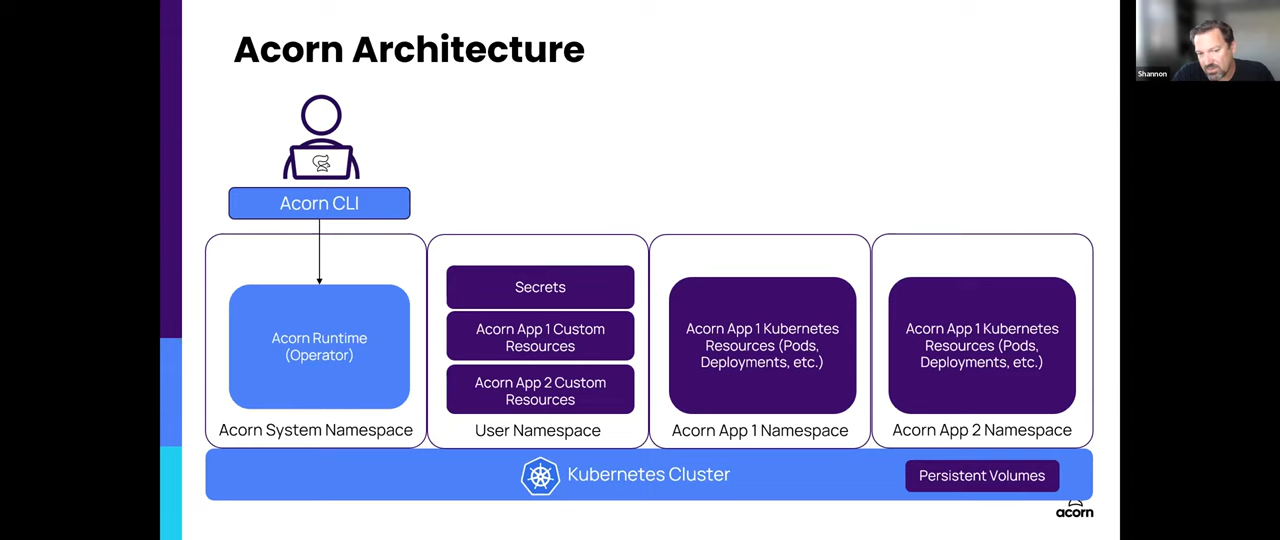 Acorn Architecture
Shannon
Acorn CLI
Acorn Runtime
(Operator)
Acorn System Namespace
Secrets
Acorn App 1 Custom
Resources
Acorn App 2 Custom
Resources
User Namespace
Acorn App 1 Kubernetes
Resources (Pods,
Deployments, etc.)
Acorn App 1 Namespace
Acorn App 1 Kubernetes
Resources (Pods,
Deployments, etc.)
Acorn App 2 Namespace
Kubernetes Cluster
Persistent Volumes
acorn